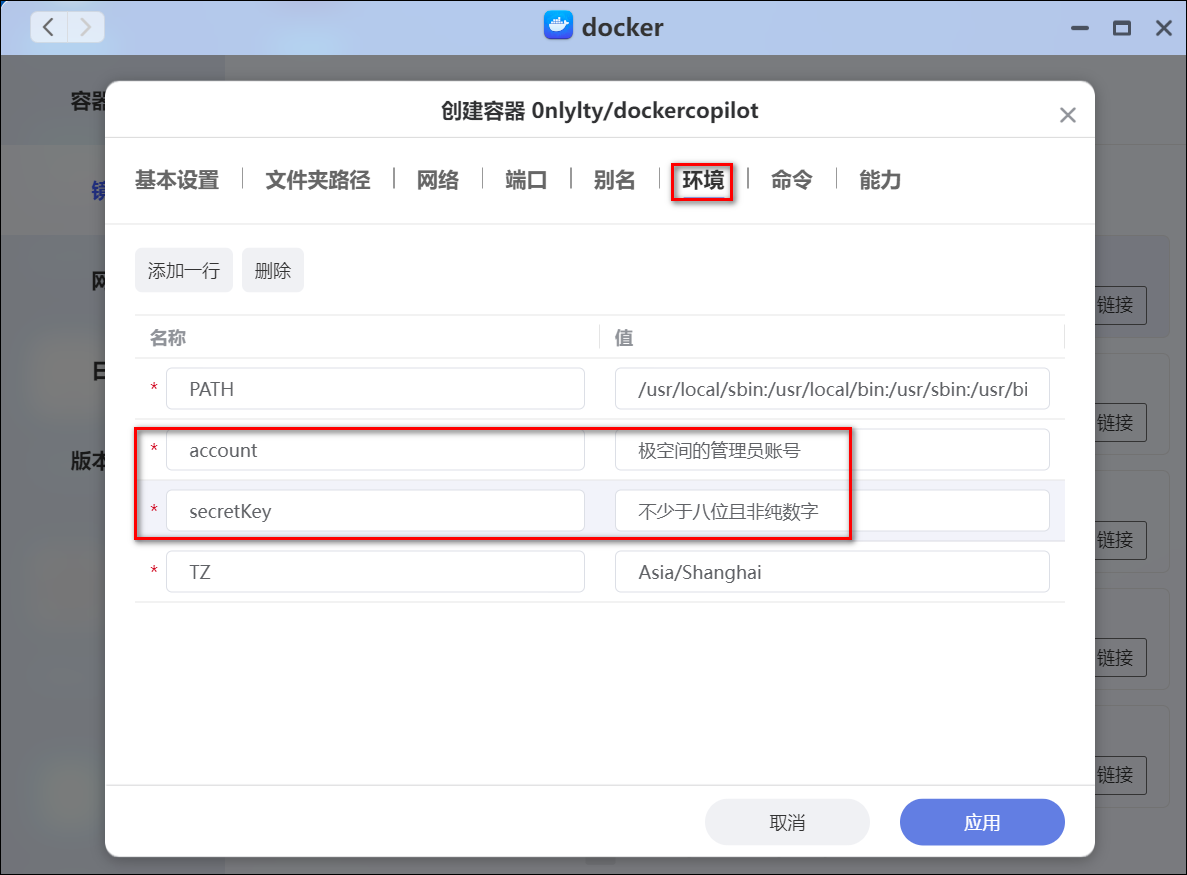 docker
创建容器 0nlylty/dockercopilot
容器
基本设置 文件夹路径 网络 端口 别名 环境 命令 能力
镜
添加一行 删除
网
链接
名称 值
日
* PATH /usr/local/sbin:/usr/local/bin:/usr/sbin:/usr/bi
链接
* account 极空间的管理员账号
版本
* secretKey 不少于八位且非纯数字
链接
* TZ Asia/Shanghai
链接
链接
取消 应用